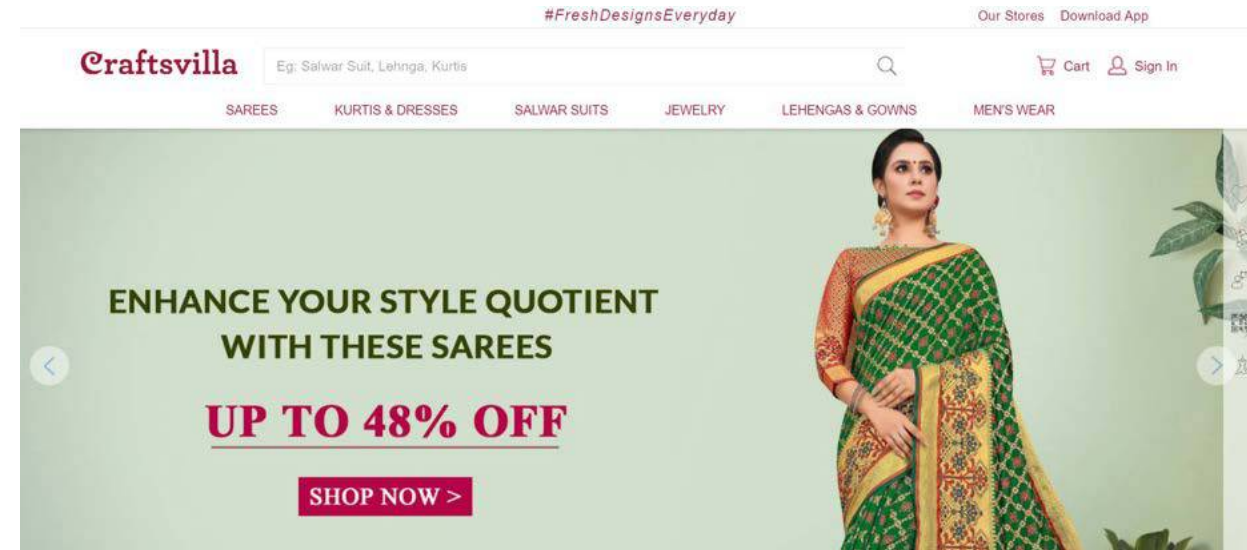 #FreshDesignsEveryday
Our Stores Download App
Craftsvilla
Eg: Salwar Suit, Lehnga, Kurtis
Cart Sign In
SAREES KURTIS & DRESSES SALWAR SUITS JEWELRY LEHENGAS & GOWNS MEN'S WEAR
ENHANCE YOUR STYLE QUOTIENT
WITH THESE SAREES
UP TO 48% OFF
SHOP NOW >